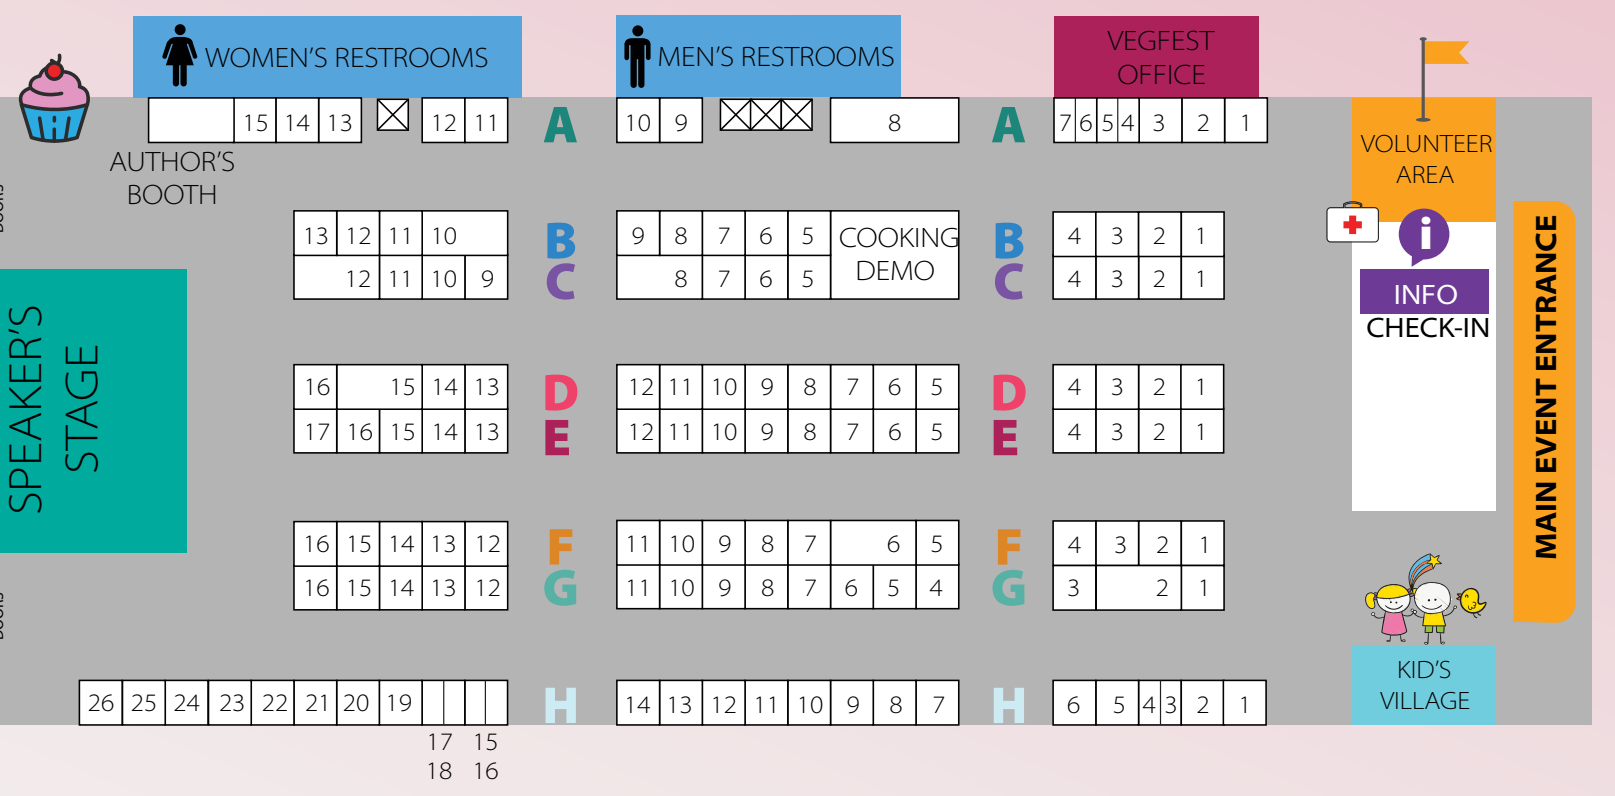 WOMEN'S RESTROOMS
MEN'S RESTROOMS
VEGFEST
OFFICE
15 14 13 12 11 A 10 9 8 A 7 6 5 4 3 2 1
AUTHOR'S
BOOTH
VOLUNTEER
AREA
13 12 11 10 B 9 8 7 6 5 B 4 3 2 1
12 11 10 9 C 8 7 6 5 C 4 3 2 1
COOKING
DEMO
i
INFO
CHECK-IN
MAIN EVENT ENTRANCE
SPEAKER'S
STAGE
16 15 14 13 D 12 11 10 9 8 7 6 5 D 4 3 2 1
17 16 15 14 13 E 12 11 10 9 8 7 6 5 E 4 3 2 1
16 15 14 13 12 F 11 10 9 8 7 6 5 F 4 3 2 1
16 15 14 13 12 G 11 10 9 8 7 6 5 4 G 3 2 1
KID'S
VILLAGE
26 25 24 23 22 21 20 19 H 14 13 12 11 10 9 8 7 H 6 5 4 3 2 1
17 15
18 16